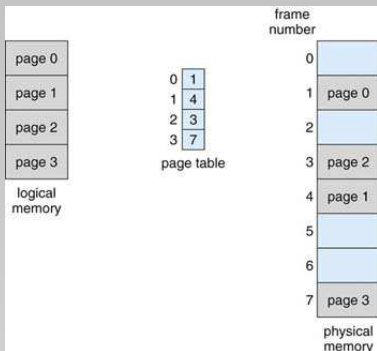 frame
number
page 0
page 1
page 2
page 3
logical
memory
0 1
1 4
2 3
3 7
page table
0
1 page 0
2
3 page 2
4 page 1
5
6
7 page 3
physical
memory